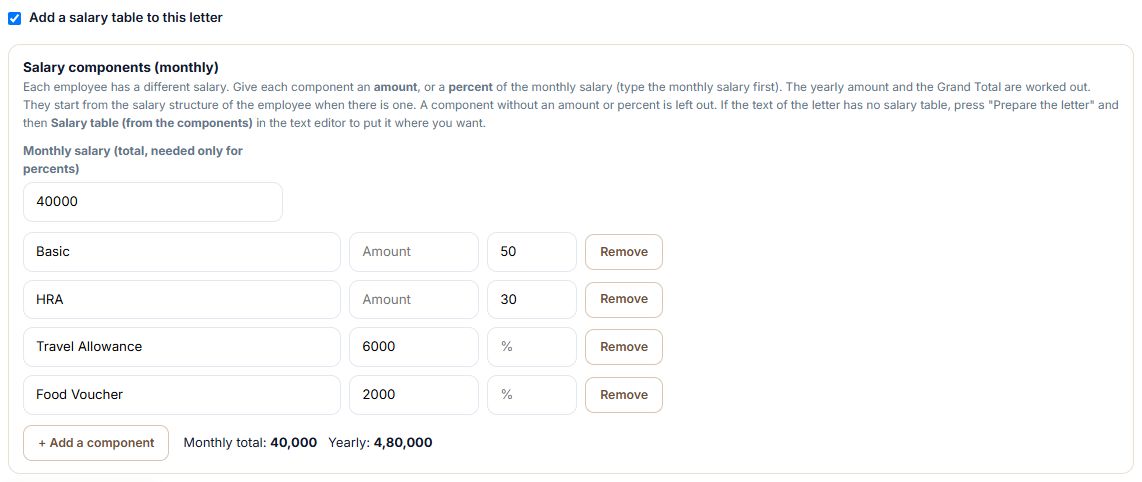 Add a salary table to this letter
Salary components (monthly)
Each employee has a different salary. Give each component an amount, or a percent of the monthly salary (type the monthly salary first). The yearly amount and the Grand Total are worked out.
They start from the salary structure of the employee when there is one. A component without an amount or percent is left out. If the text of the letter has no salary table, press "Prepare the letter" and
then Salary table (from the components) in the text editor to put it where you want.
Monthly salary (total, needed only for
percents)
40000
Basic Amount 50 Remove
HRA Amount 30 Remove
Travel Allowance 6000 % Remove
Food Voucher 2000 % Remove
+ Add a component Monthly total: 40,000 Yearly: 4,80,000